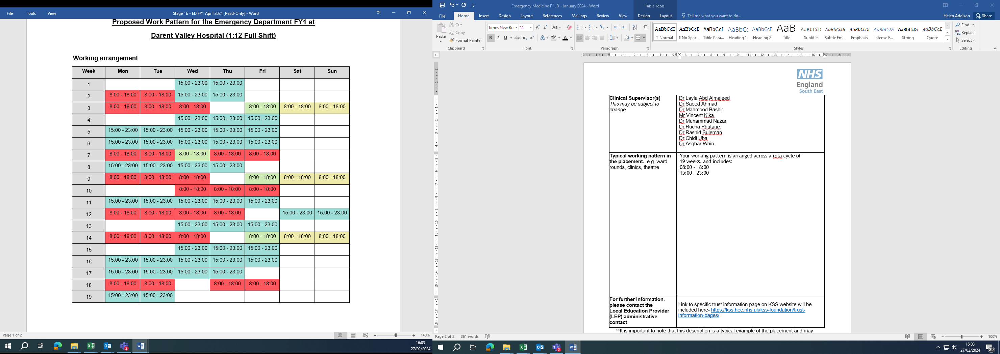 File Tools View Stage 1b - ED FY1 April 2024 [Read-Only] - Word
Proposed Work Pattern for the Emergency Department FY1 at
Darent Valley Hospital (1:12 Full Shift)
Working arrangement
Week Mon Tue Wed Thu Fri Sat Sun
1 15:00 - 23:00 15:00 - 23:00
2 8:00 - 18:00 8:00 - 18:00 15:00 - 23:00 15:00 - 23:00
3 8:00 - 18:00 8:00 - 18:00 8:00 - 18:00 8:00 - 18:00 8:00 - 18:00 8:00 - 18:00
4 15:00 - 23:00 15:00 - 23:00 15:00 - 23:00
5 15:00 - 23:00 15:00 - 23:00 15:00 - 23:00 15:00 - 23:00 15:00 - 23:00
6 15:00 - 23:00 15:00 - 23:00 15:00 - 23:00 15:00 - 23:00 15:00 - 23:00
7 8:00 - 18:00 8:00 - 18:00 8:00 - 18:00 8:00 - 18:00 8:00 - 18:00
8 15:00 - 23:00 15:00 - 23:00 15:00 - 23:00 15:00 - 23:00
9 8:00 - 18:00 8:00 - 18:00 8:00 - 18:00 8:00 - 18:00 8:00 - 18:00 8:00 - 18:00
10 8:00 - 18:00 8:00 - 18:00 8:00 - 18:00
11 15:00 - 23:00 15:00 - 23:00 15:00 - 23:00 15:00 - 23:00 15:00 - 23:00
12 8:00 - 18:00 8:00 - 18:00 8:00 - 18:00 8:00 - 18:00 15:00 - 23:00 15:00 - 23:00
13 15:00 - 23:00 15:00 - 23:00 15:00 - 23:00
14 8:00 - 18:00 8:00 - 18:00 8:00 - 18:00 8:00 - 18:00 8:00 - 18:00 8:00 - 18:00
15 15:00 - 23:00 15:00 - 23:00 15:00 - 23:00
16 15:00 - 23:00 15:00 - 23:00 15:00 - 23:00 15:00 - 23:00 15:00 - 23:00
17 15:00 - 23:00 15:00 - 23:00 15:00 - 23:00 15:00 - 23:00
18 8:00 - 18:00 8:00 - 18:00 8:00 - 18:00 8:00 - 18:00
19 15:00 - 23:00 15:00 - 23:00
Page 1 of 2 140%
16:03
27/02/2024
Emergency Medicine F1 JD - January 2024 - Word Table Tools
File Home Insert Design Layout References Mailings Review View Design Layout Tell me what you want to do... Helen Addison Share
Paste Cut
Copy
Format Painter
Times New Ro 11
AaBbCcI AaBbCcI AaBbCcI AaBbCc AaBbCcI AaB AaBbCcD AaBbCcDc AaBbCcDc AaBbCcDc AaBbCcDc AaBbCcL
¶ Normal ¶ No Spac... Table Para... Heading 1 Heading 2 Title Subtitle Subtle Em... Emphasis Intense E... Strong Quote
Find
Replace
Select
Clipboard Font Paragraph Styles Editing
NHS
England
South East
Clinical Supervisor(s)
This may be subject to
change
Dr Layla Abd Almajeed
Dr Saeed Ahmad
Dr Mahmood Bashir
Mr Vincent Kika
Dr Muhammad Nazar
Dr Rucha Phutane
Dr Rashid Suleman
Dr Chidi Uba
Dr Asghar Wain
Typical working pattern in
the placement. e.g. ward
rounds, clinics, theatre
Your working pattern is arranged across a rota cycle of
19 weeks, and includes:
08:00 - 18:00
15:00 - 23:00
For further information,
please contact the
Local Education Provider
(LEP) administrative
contact
Link to specific trust information page on KSS website will be
included here- https://kss.hee.nhs.uk/kss-foundation/trust-
information-pages/
**It is important to note that this description is a typical example of the placement and may
Page 2 of 2 361 words 100%
16:03
27/02/2024
20